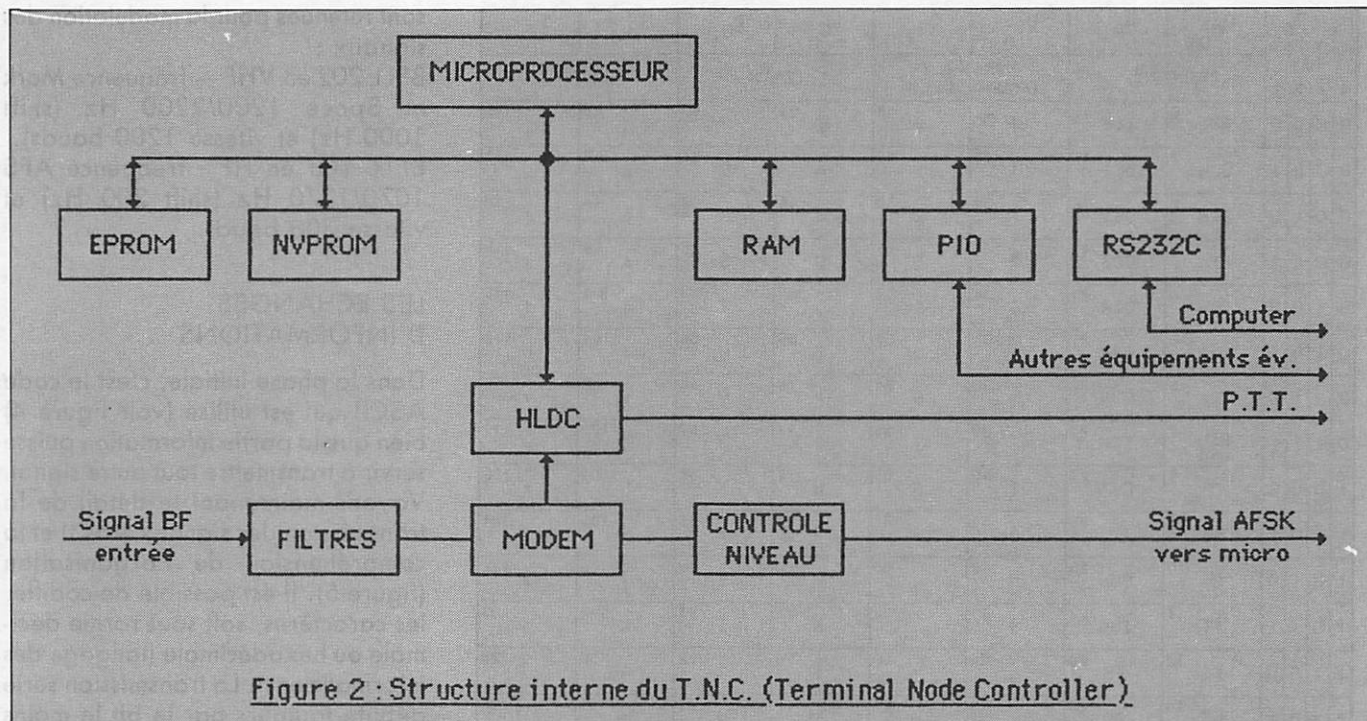 MICROPROCESSEUR
EPROM
NVPROM
RAM
PIO
RS232C
Computer
Autres équipements év.
P.T.T.
HLDC
Signal BF
entrée
FILTRES
MODEM
CONTROLE
NIVEAU
Signal AFSK
vers micro
Figure 2 : Structure interne du T.N.C. (Terminal Node Controller)